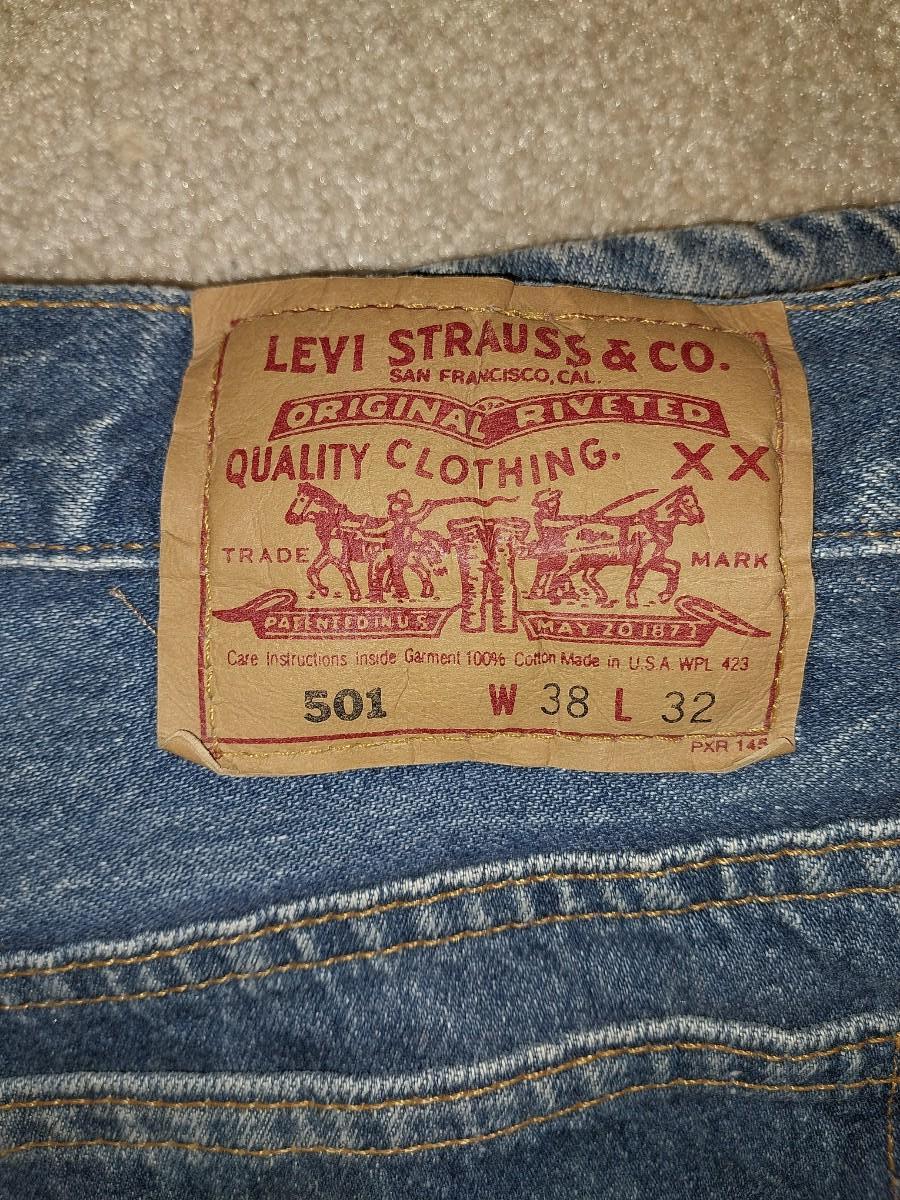 LEVI STRAUSS & CO.
SAN FRANCISCO, CAL.
ORIGINAL RIVETED
QUALITY CLOTHING. XX
TRADE MARK
PATENTED IN U.S. MAY 20 1873
Care Instructions Inside Garment 100% Cotton Made in U.S.A. WPL 423
501 W 38 L 32
PXR 145